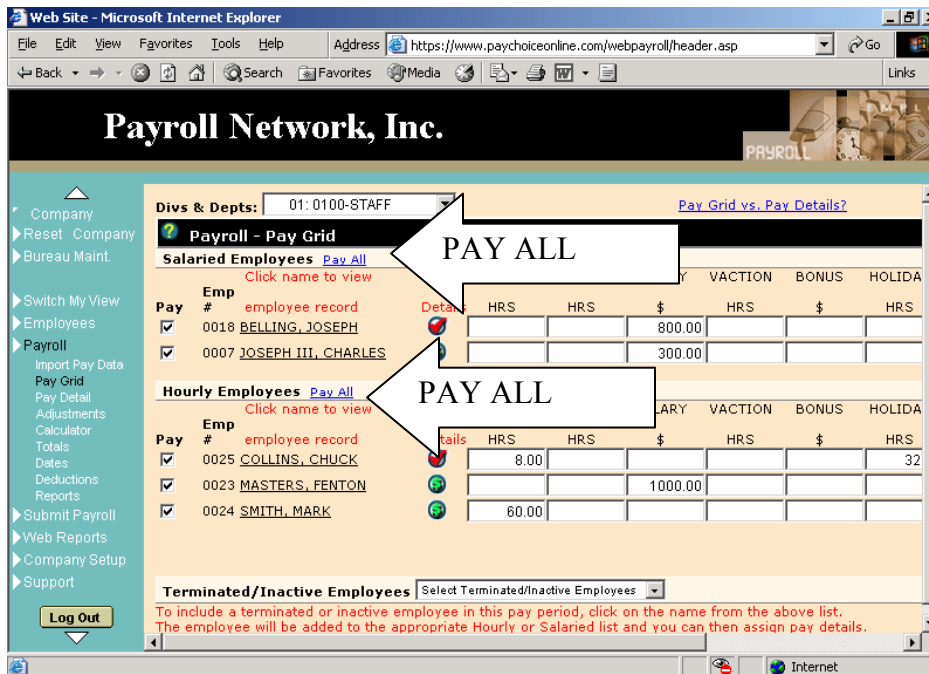 Web Site - Microsoft Internet Explorer
File Edit View Favorites Tools Help Address https://www.paychoiceonline.com/webpayroll/header.asp Go
Back Search Favorites Media Links
Payroll Network, Inc.
PAYROLL
Company
Reset Company
Bureau Maint.
Switch My View
Employees
Payroll
Import Pay Data
Pay Grid
Pay Detail
Adjustments
Calculator
Totals
Dates
Deductions
Reports
Submit Payroll
Web Reports
Company Setup
Support
Log Out
Divs & Depts: 01: 0100-STAFF Pay Grid vs. Pay Details?
? Payroll - Pay Grid
PAY ALL
Salaried Employees Pay All
Click name to view VACTION BONUS HOLIDA
Emp
Pay # employee record Details HRS HRS $ HRS $ HRS
0018 BELLING, JOSEPH 800.00
0007 JOSEPH III, CHARLES 300.00
PAY ALL
Hourly Employees Pay All
Click name to view LARY VACTION BONUS HOLIDA
Emp
Pay # employee record tails HRS HRS $ HRS $ HRS
0025 COLLINS, CHUCK 8.00 32
0023 MASTERS, FENTON $ 1000.00
0024 SMITH, MARK $ 60.00
Terminated/Inactive Employees Select Terminated/Inactive Employees
To include a terminated or inactive employee in this pay period, click on the name from the above list.
The employee will be added to the appropriate Hourly or Salaried list and you can then assign pay details.
Internet